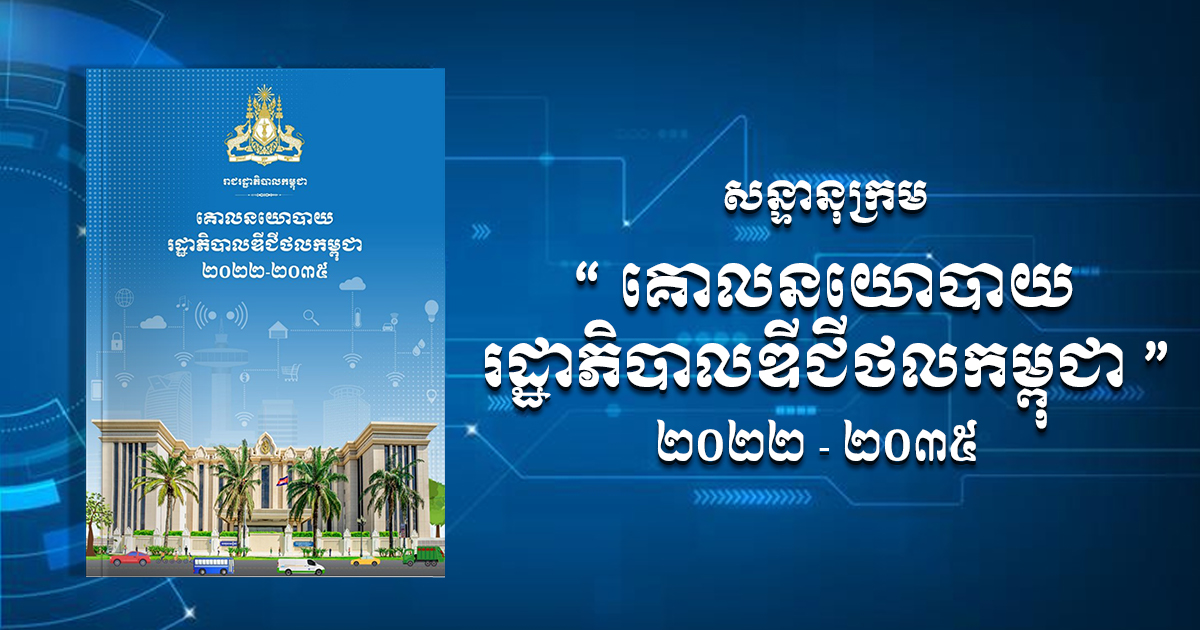 រាជរដ្ឋាភិបាលកម្ពុជា
គោលនយោបាយ
រដ្ឋាភិបាលឌីជីថលកម្ពុជា
២០២២-២០៣៥
សន្ទានុក្រម
“ គោលនយោបាយ
រដ្ឋាភិបាលឌីជីថលកម្ពុជា ”
២០២២ - ២០៣៥